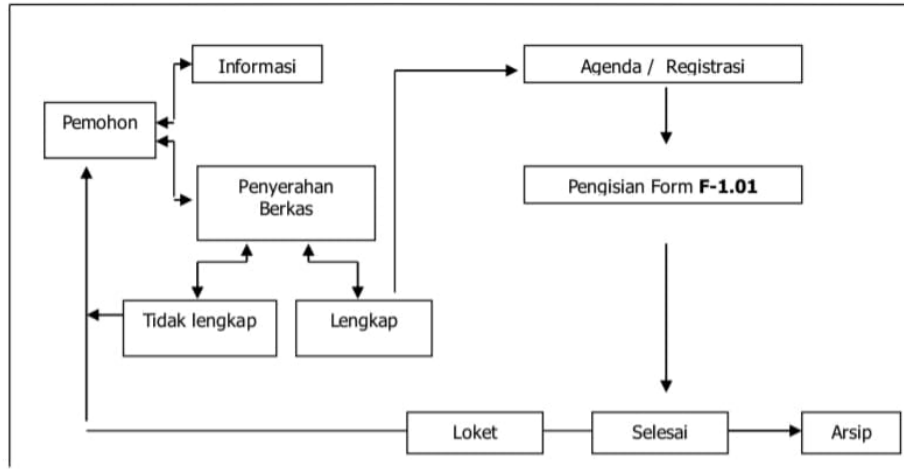 Informasi
Agenda / Registrasi
Pemohon
Penyerahan
Berkas
Pengisian Form F-1.01
Tidak lengkap
Lengkap
Loket
Selesai
Arsip